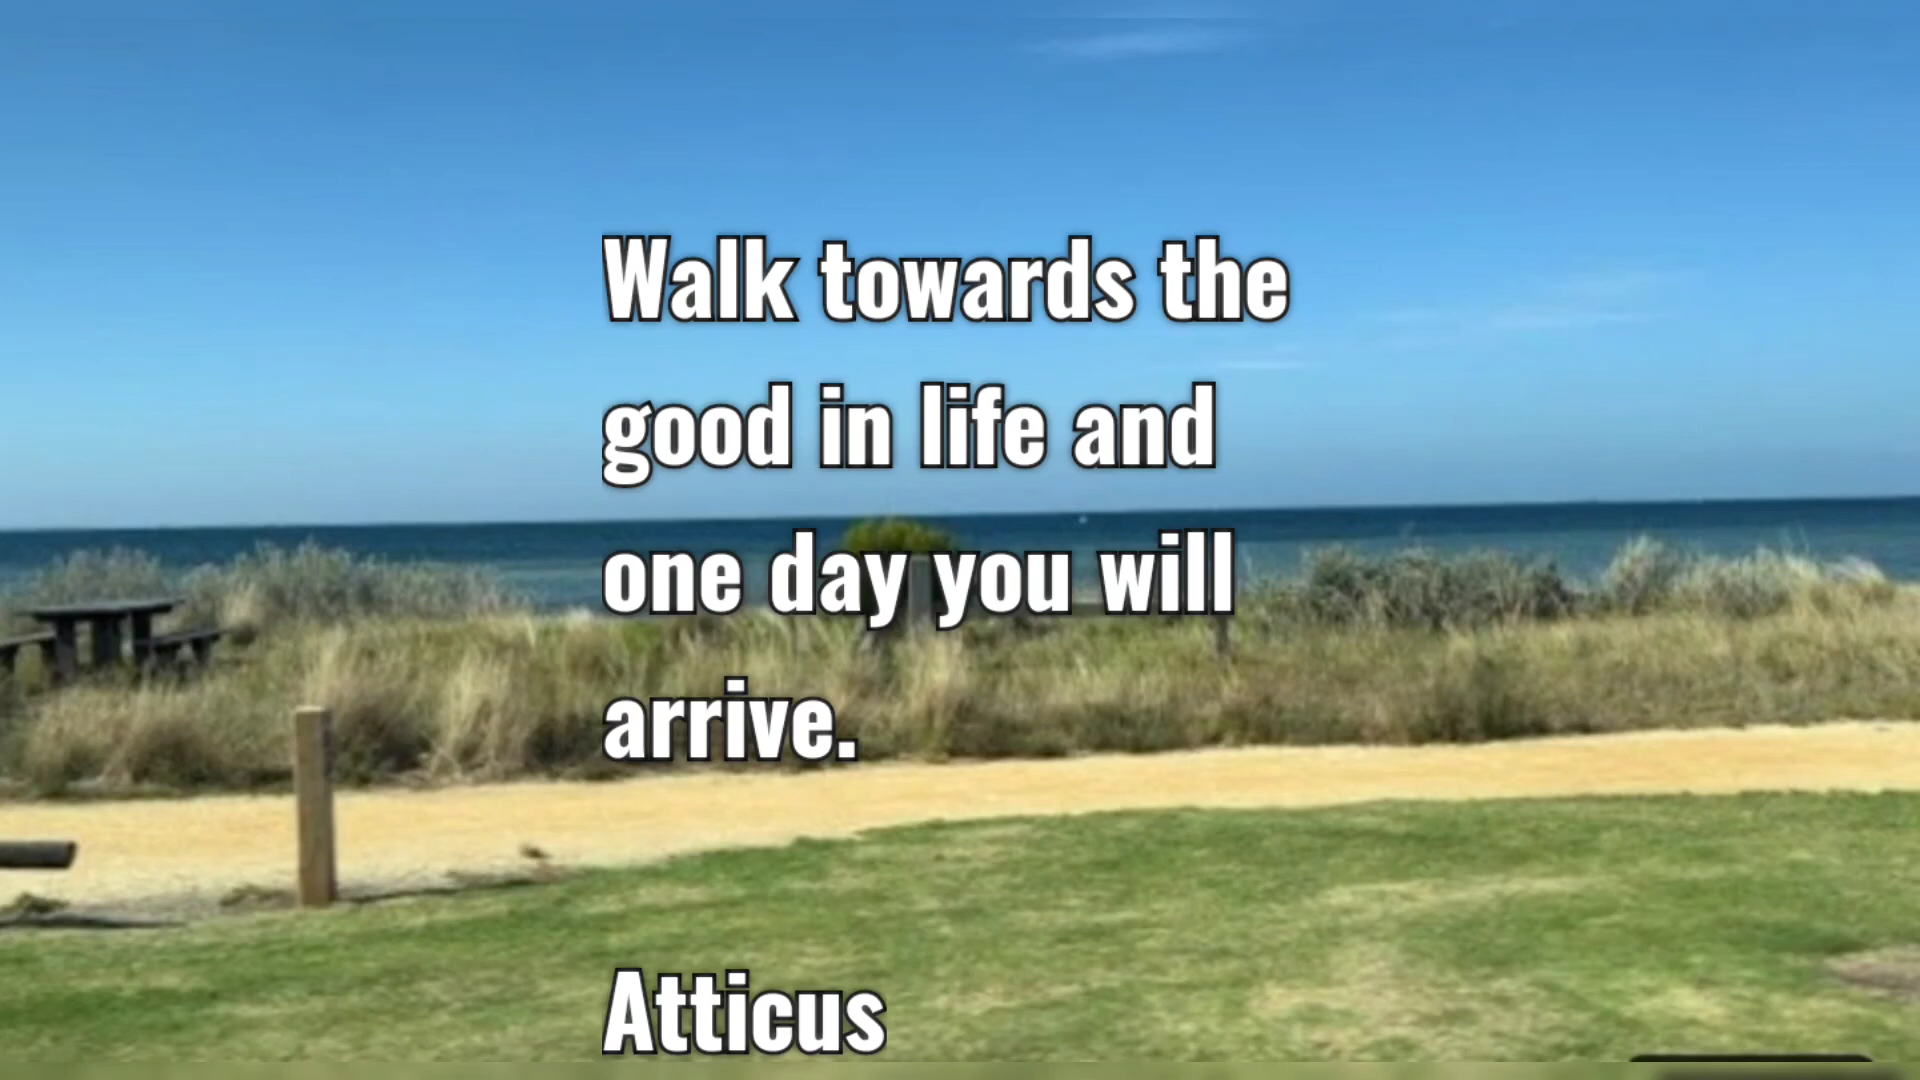 Walk towards the
good in life and
one day you will
arrive.
Atticus